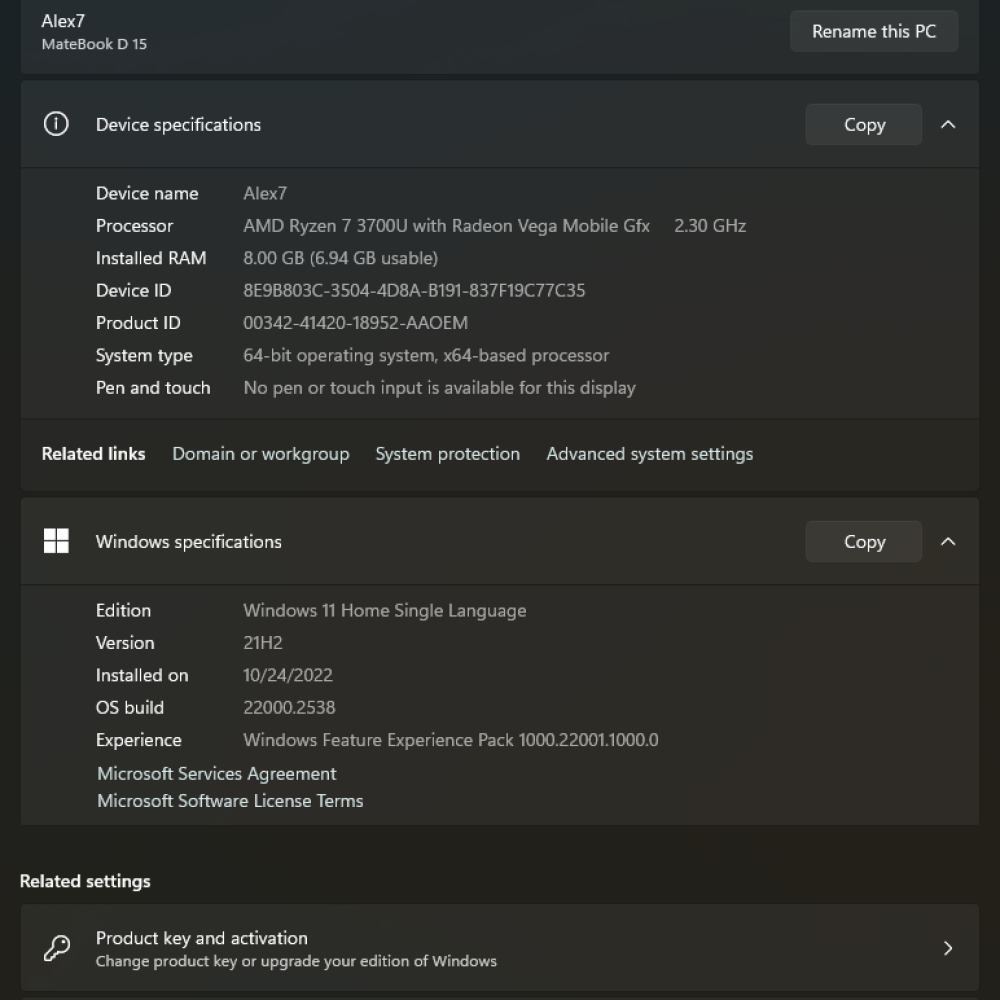 Alex7
MateBook D 15
Rename this PC
Device specifications
Copy
Device name Alex7
Processor AMD Ryzen 7 3700U with Radeon Vega Mobile Gfx 2.30 GHz
Installed RAM 8.00 GB (6.94 GB usable)
Device ID 8E9B803C-3504-4D8A-B191-837F19C77C35
Product ID 00342-41420-18952-AAOEM
System type 64-bit operating system, x64-based processor
Pen and touch No pen or touch input is available for this display
Related links Domain or workgroup System protection Advanced system settings
Windows specifications
Copy
Edition Windows 11 Home Single Language
Version 21H2
Installed on 10/24/2022
OS build 22000.2538
Experience Windows Feature Experience Pack 1000.22001.1000.0
Microsoft Services Agreement
Microsoft Software License Terms
Related settings
Product key and activation
Change product key or upgrade your edition of Windows